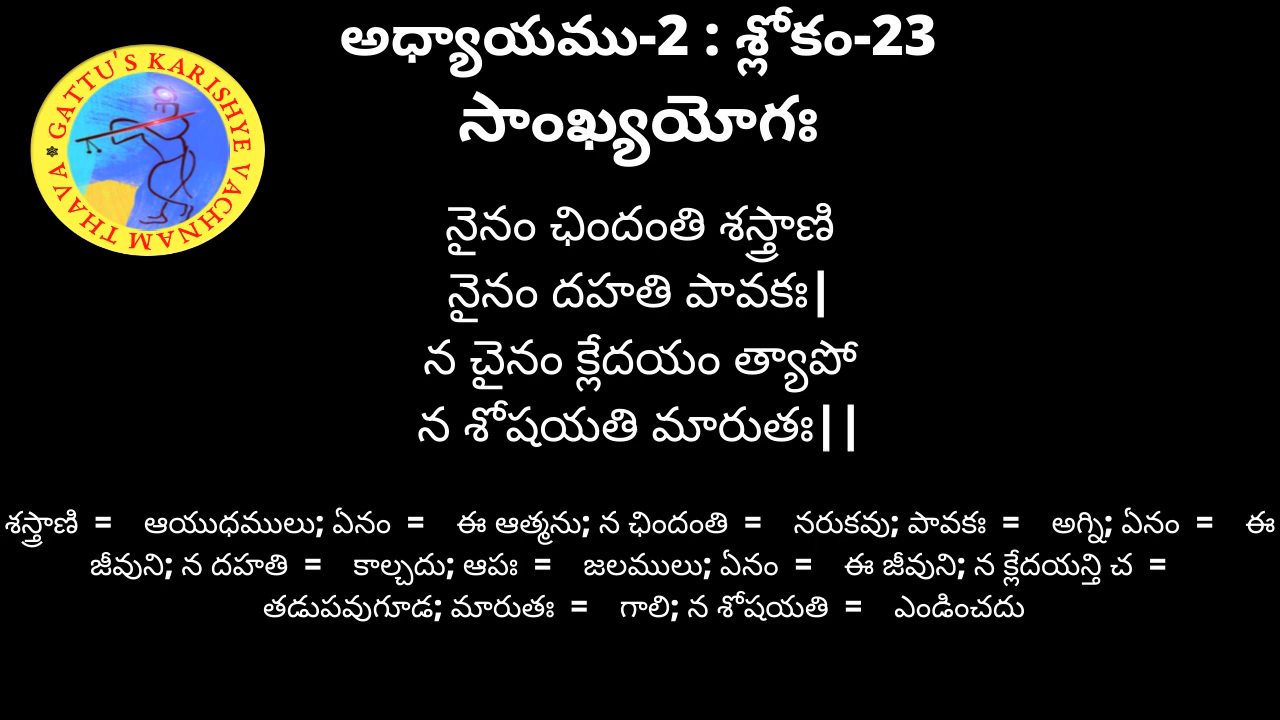 అధ్యాయము-2 : శ్లోకం-23
సాంఖ్యయోగః
GATTU'S KARISHYE VACHNAM THAVA
నైనం ఛిందంతి శస్త్రాణి
నైనం దహతి పావకః|
న చైనం క్లేదయం త్యాపో
న శోషయతి మారుతః||
శస్త్రాణి = ఆయుధములు; ఏనం = ఈ ఆత్మను; న ఛిందంతి = నరుకవు; పావకః = అగ్ని; ఏనం = ఈ
జీవుని; న దహతి = కాల్చదు; ఆపః = జలములు; ఏనం = ఈ జీవుని; న క్లేదయన్తి చ =
తడుపవుగూడ; మారుతః = గాలి; న శోషయతి = ఎండించదు